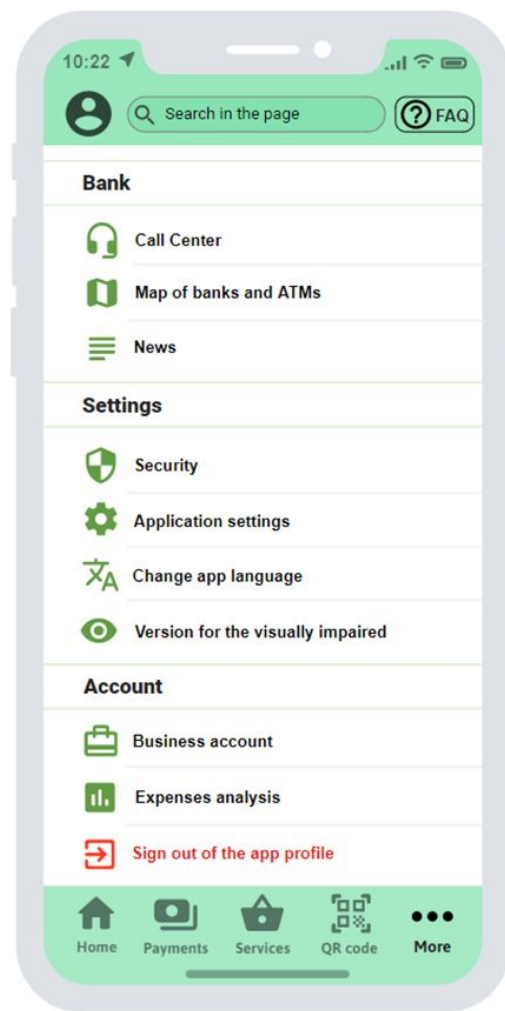 10:22
Search in the page
FAQ
Bank
Call Center
Map of banks and ATMs
News
Settings
Security
Application settings
Change app language
Version for the visually impaired
Account
Business account
Expenses analysis
Sign out of the app profile
Home Payments Services QR code More